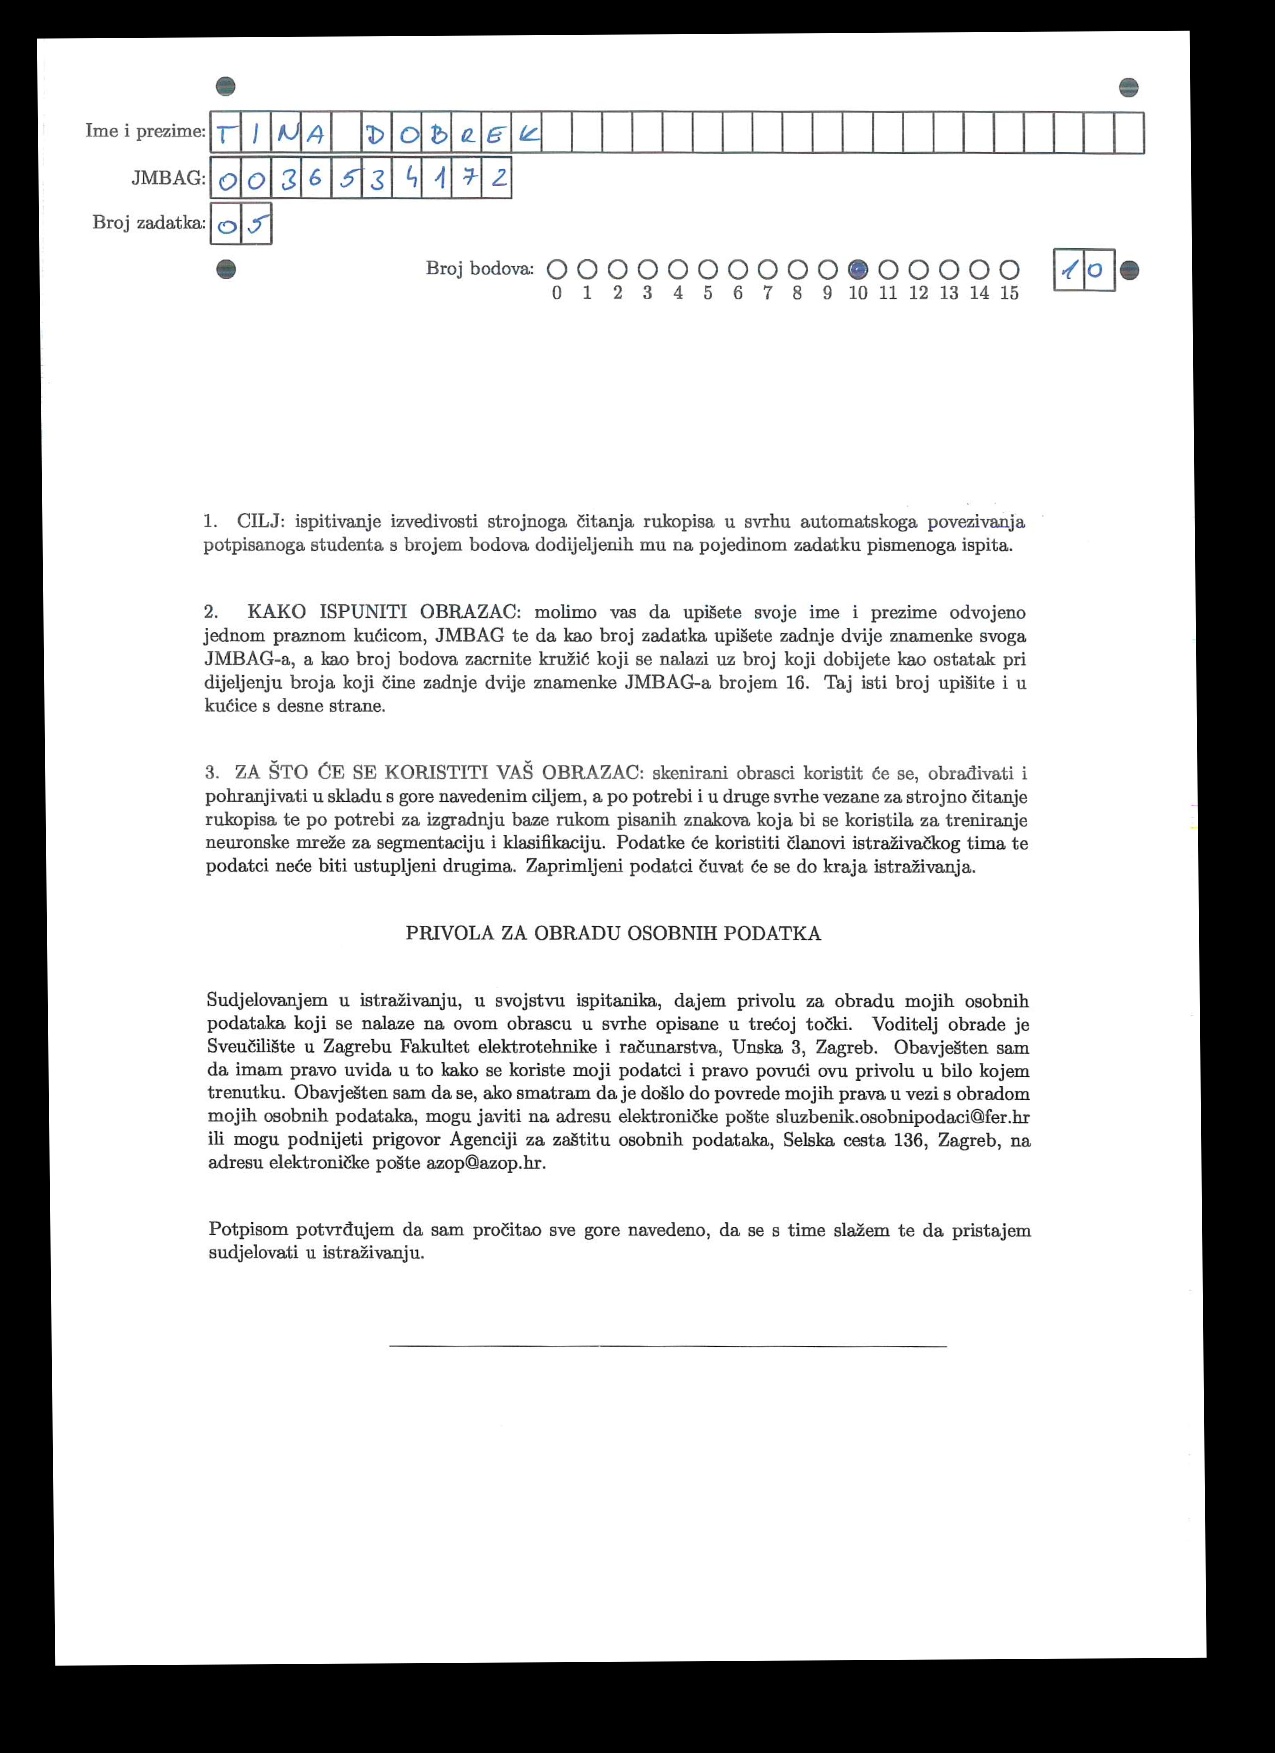 Ime i prezime: TINA DOBREK
JMBAG: 0036534172
Broj zadatka: 05
Broj bodova: 10
0 1 2 3 4 5 6 7 8 9 10 11 12 13 14 15
1. CILJ: ispitivanje izvedivosti strojnoga čitanja rukopisa u svrhu automatskoga povezivanja
potpisanoga studenta s brojem bodova dodijeljenih mu na pojedinom zadatku pismenoga ispita.
2. KAKO ISPUNITI OBRAZAC: molimo vas da upišete svoje ime i prezime odvojeno
jednom praznom kućicom, JMBAG te da kao broj zadatka upišete zadnje dvije znamenke svoga
JMBAG-a, a kao broj bodova zacrnite kružić koji se nalazi uz broj koji dobijete kao ostatak pri
dijeljenju broja koji čine zadnje dvije znamenke JMBAG-a brojem 16. Taj isti broj upišite i u
kućice s desne strane.
3. ZA ŠTO ĆE SE KORISTITI VAŠ OBRAZAC: skenirani obrasci koristit će se, obrađivati i
pohranjivati u skladu s gore navedenim ciljem, a po potrebi i u druge svrhe vezane za strojno čitanje
rukopisa te po potrebi za izgradnju baze rukom pisanih znakova koja bi se koristila za treniranje
neuronske mreže za segmentaciju i klasifikaciju. Podatke će koristiti članovi istraživačkog tima te
podatci neće biti ustupljeni drugima. Zaprimljeni podatci čuvat će se do kraja istraživanja.
PRIVOLA ZA OBRADU OSOBNIH PODATKA
Sudjelovanjem u istraživanju, u svojstvu ispitanika, dajem privolu za obradu mojih osobnih
podataka koji se nalaze na ovom obrascu u svrhe opisane u trećoj točki. Voditelj obrade je
Sveučilište u Zagrebu Fakultet elektrotehnike i računarstva, Unska 3, Zagreb. Obavješten sam
da imam pravo uvida u to kako se koriste moji podatci i pravo povući ovu privolu u bilo kojem
trenutku. Obavješten sam da se, ako smatram da je došlo do povrede mojih prava u vezi s obradom
mojih osobnih podataka, mogu javiti na adresu elektroničke pošte sluzbenik.osobnipodaci@fer.hr
ili mogu podnijeti prigovor Agenciji za zaštitu osobnih podataka, Selska cesta 136, Zagreb, na
adresu elektroničke pošte azop@azop.hr.
Potpisom potvrđujem da sam pročitao sve gore navedeno, da se s time slažem te da pristajem
sudjelovati u istraživanju.